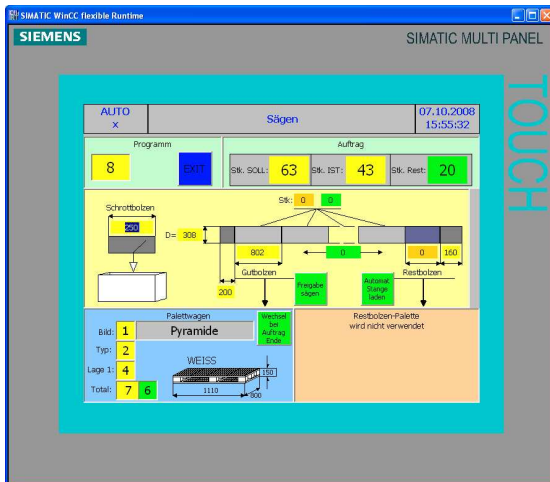 SIMATIC WinCC flexible Runtime
SIEMENS
SIMATIC MULTI PANEL
TOUCH
AUTO
x
Sägen
07.10.2008
15:55:32
Programm
8
EXIT
Auftrag
Stk. SOLL: 63
Stk. IST: 43
Stk. Rest: 20
Schrottbolzen
250
D= 308
Stk: 0 0
802
0
0
160
200
Gutbolzen
Freigabe
sägen
Automat.
Stange
laden
Restbolzen
Palettwagen
Bild: 1
Pyramide
Wechsel
bei
Auftrag
Ende
Typ: 2
Lage 1: 4
Total: 7 6
WEISS
150
1110
800
Restbolzen-Palette
wird nicht verwendet